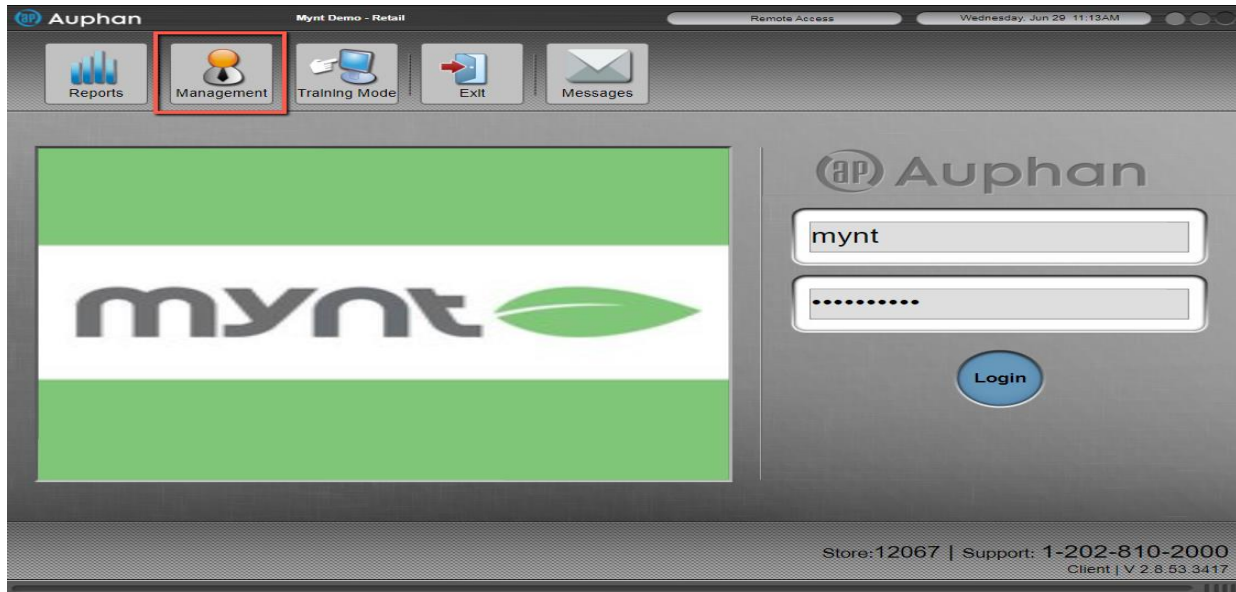 Auphan
Mynt Demo - Retail
Remote Access
Wednesday, Jun 29 11:13AM
Reports
Management
Training Mode
Exit
Messages
mynt
Auphan
mynt
••••••••••
Login
Store:12067 | Support: 1-202-810-2000
Client | V 2.8.53.3417